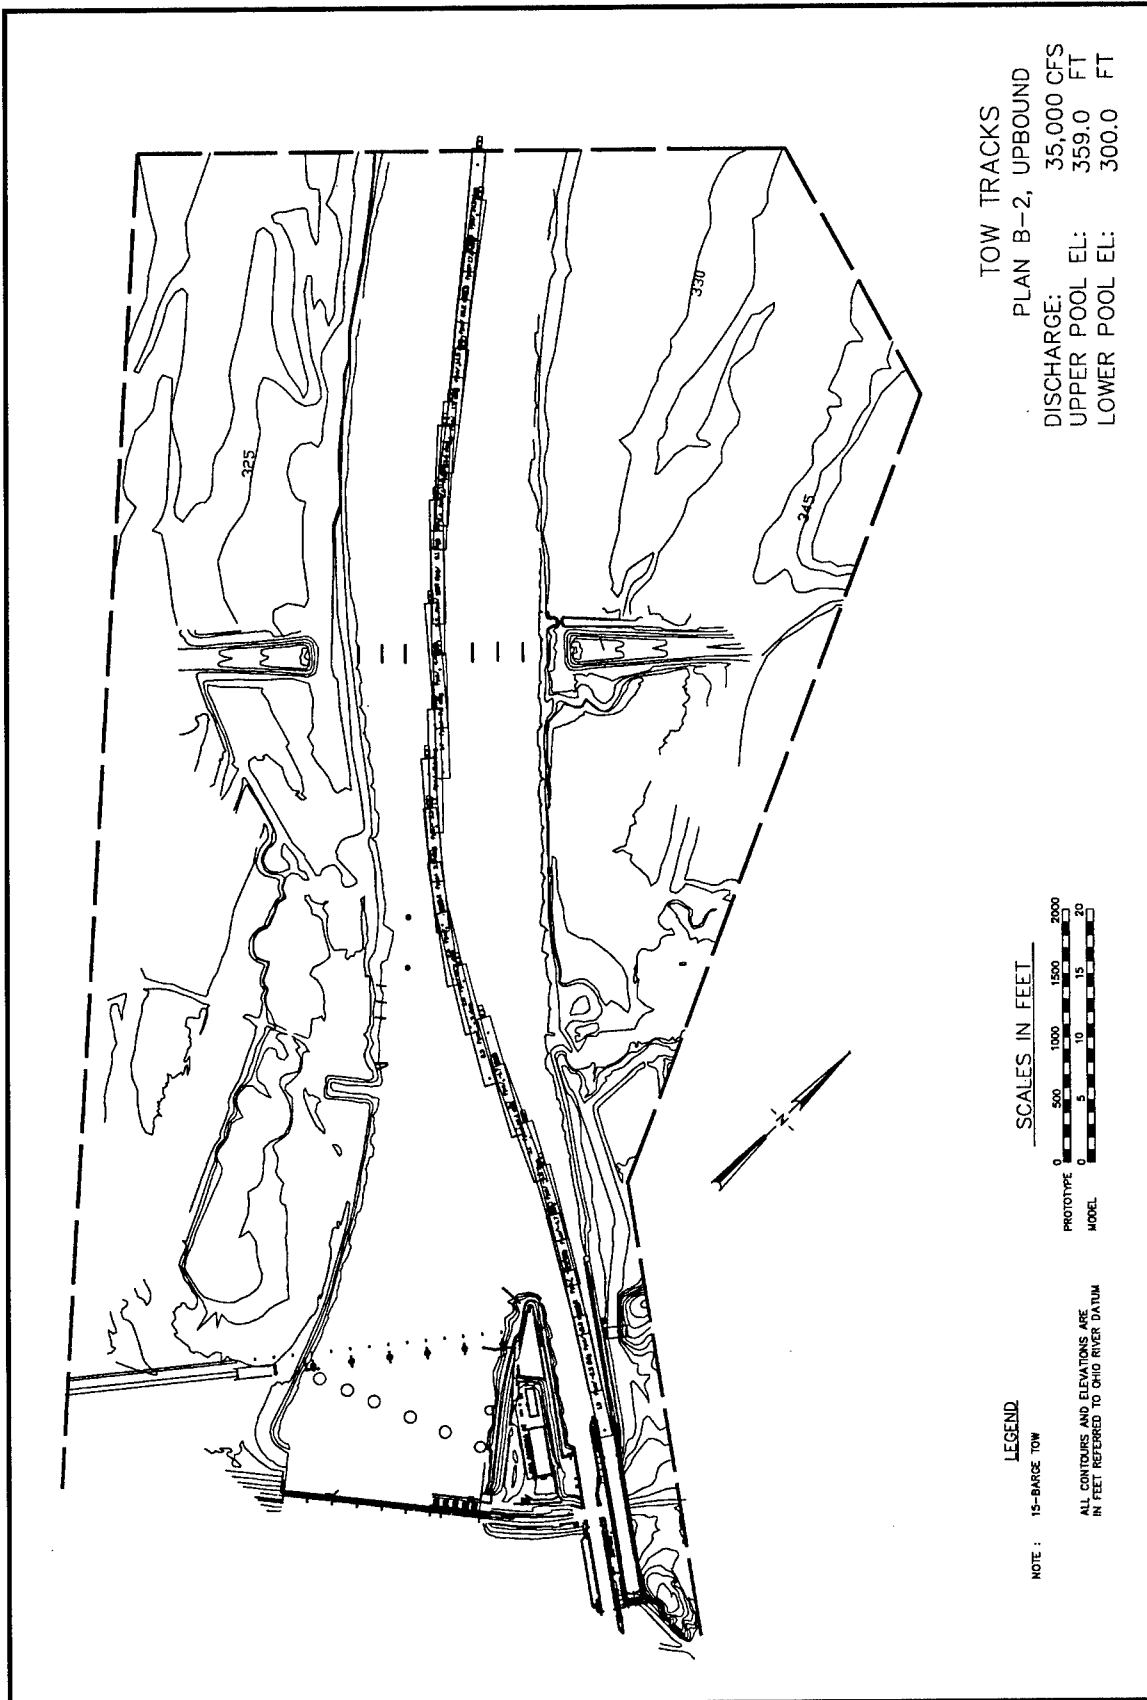 TOW TRACKS
PLAN B-2, UPBOUND
DISCHARGE: 35,000 CFS
UPPER POOL EL: 359.0 FT
LOWER POOL EL: 300.0 FT
325
330
345
N
SCALES IN FEET
PROTOTYPE 0 500 1000 1500 2000
MODEL 0 5 10 15 20
LEGEND
NOTE : 15-BARGE TOW
ALL CONTOURS AND ELEVATIONS ARE
IN FEET REFERRED TO OHIO RIVER DATUM